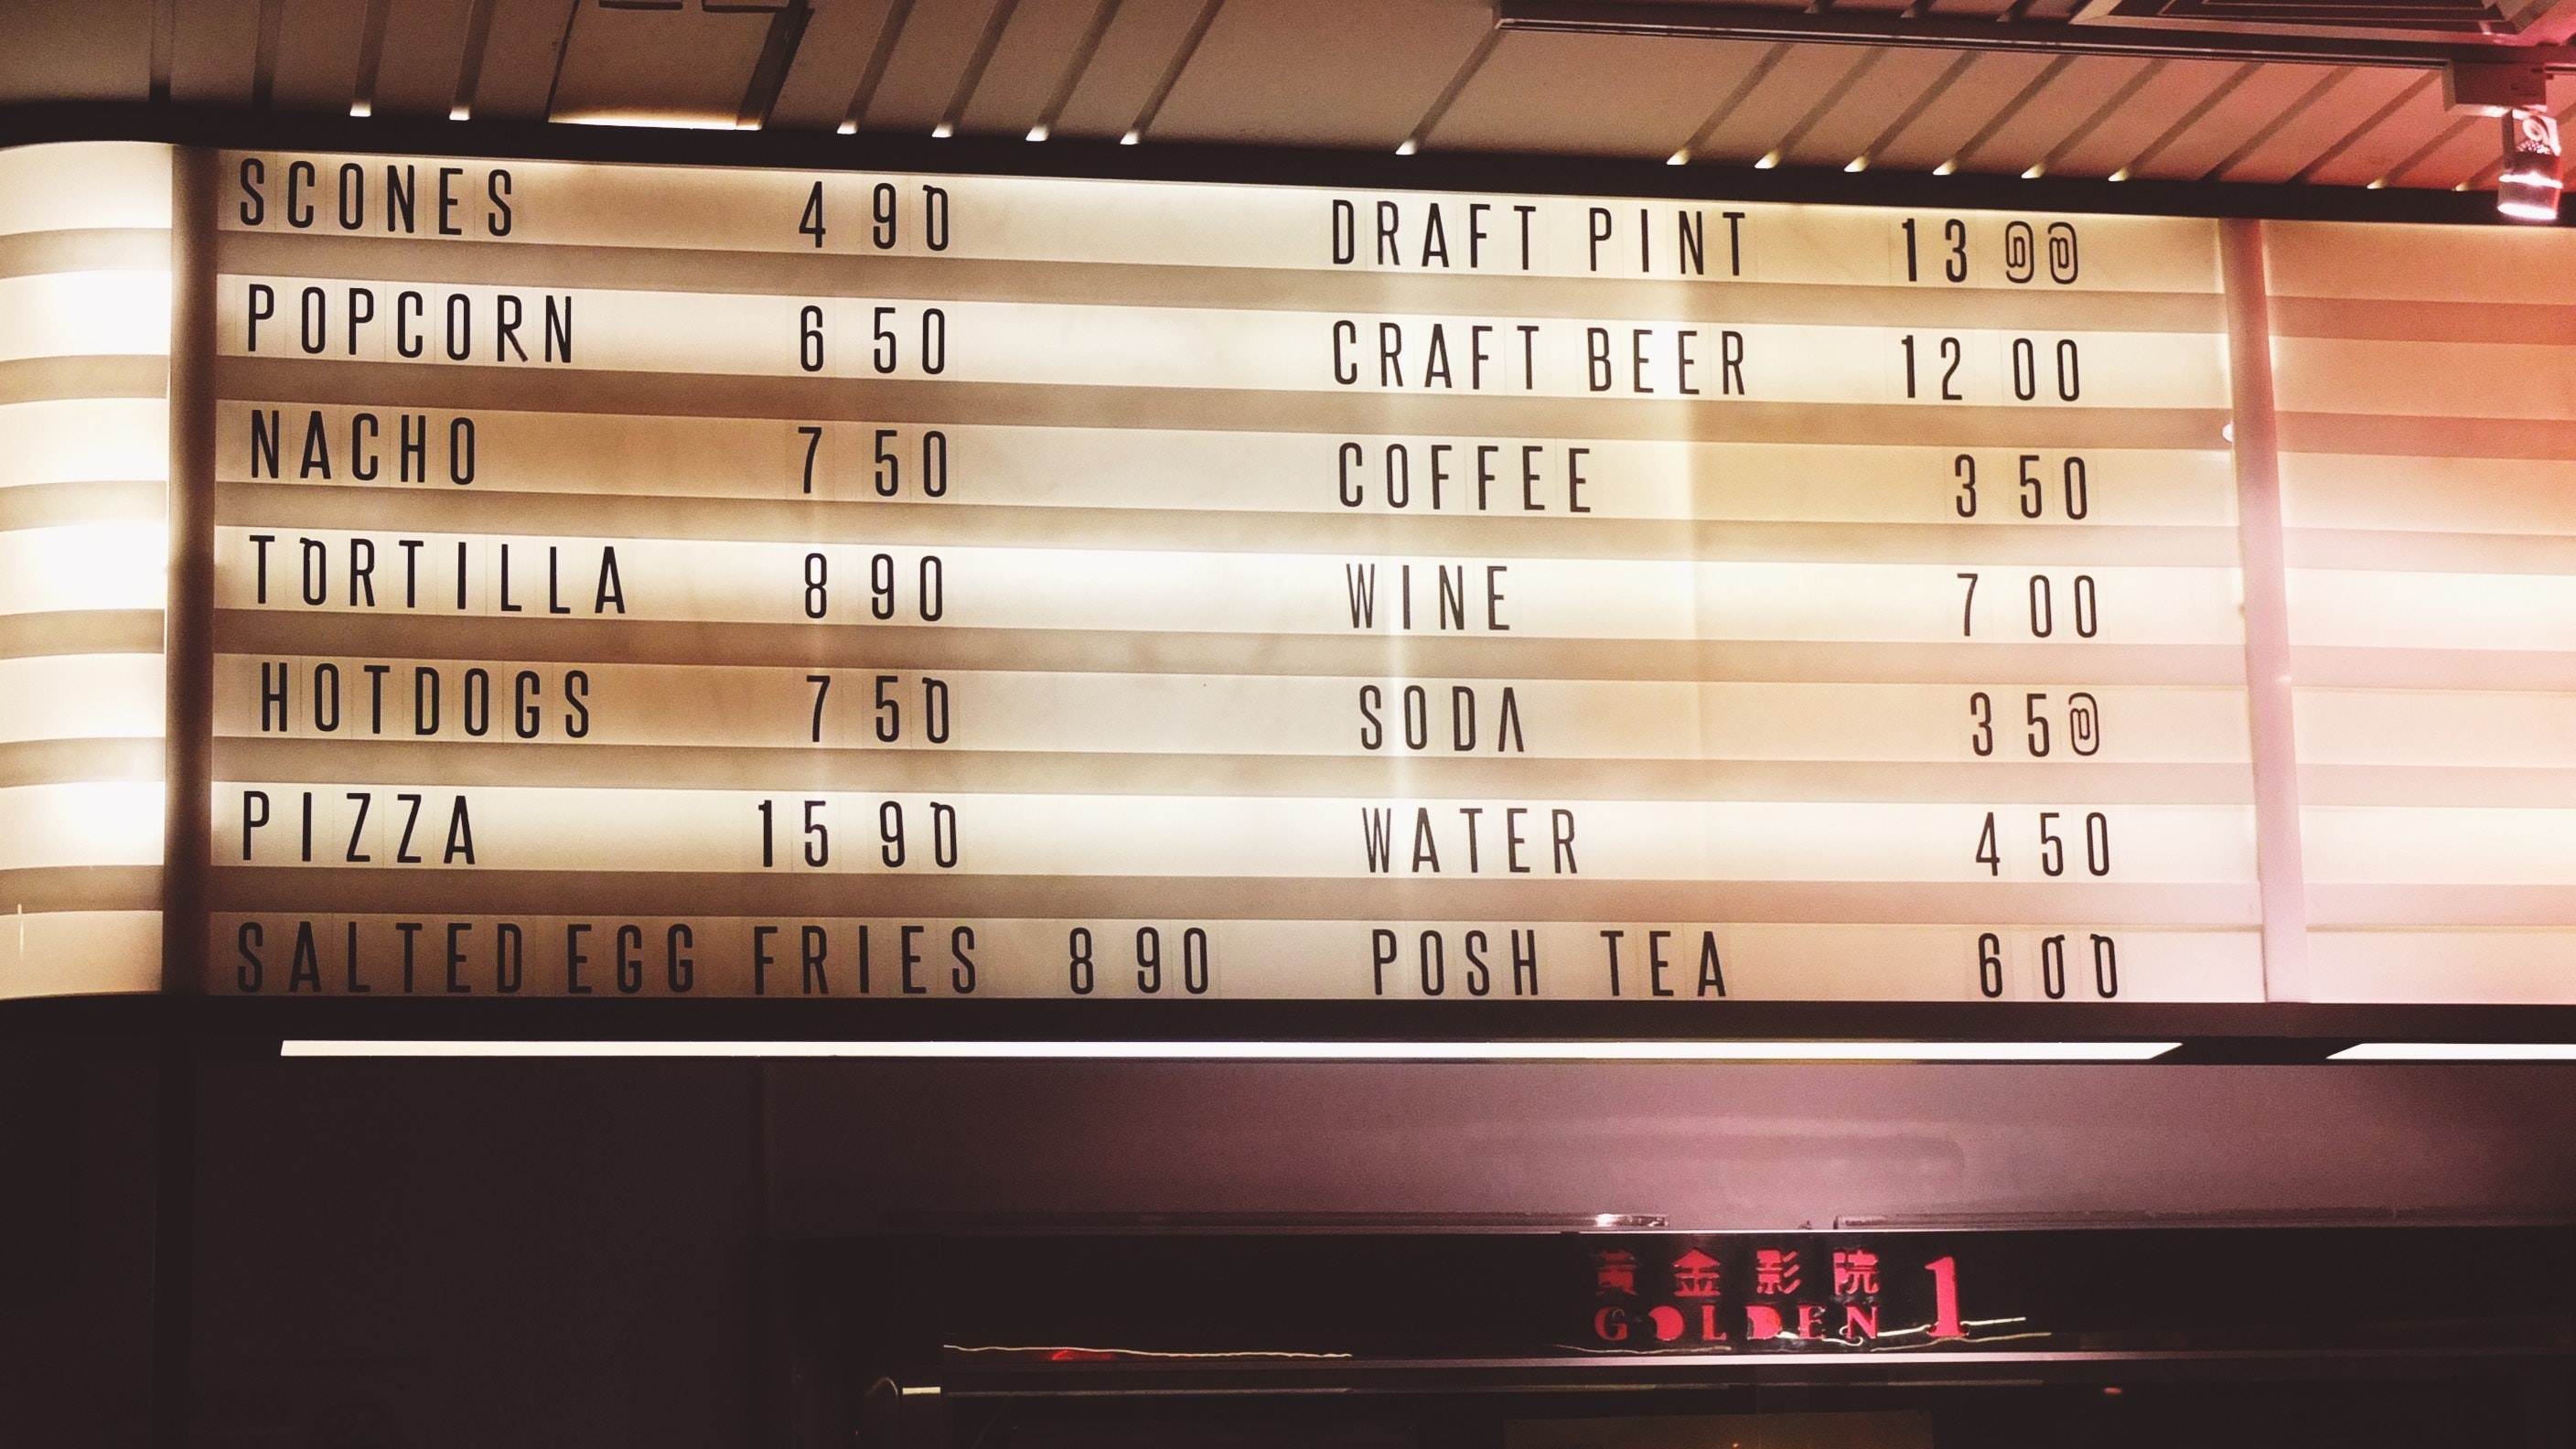 SCONES 4 90
POPCORN 6 50
NACHO 7 50
TORTILLA 8 90
HOTDOGS 7 50
PIZZA 15 90
SALTED EGG FRIES 8 90
DRAFT PINT 13 @@
CRAFT BEER 12 00
COFFEE 3 50
WINE 7 00
SODA 3 5@
WATER 4 50
POSH TEA 6 00
黃金影院 1
GOLDEN